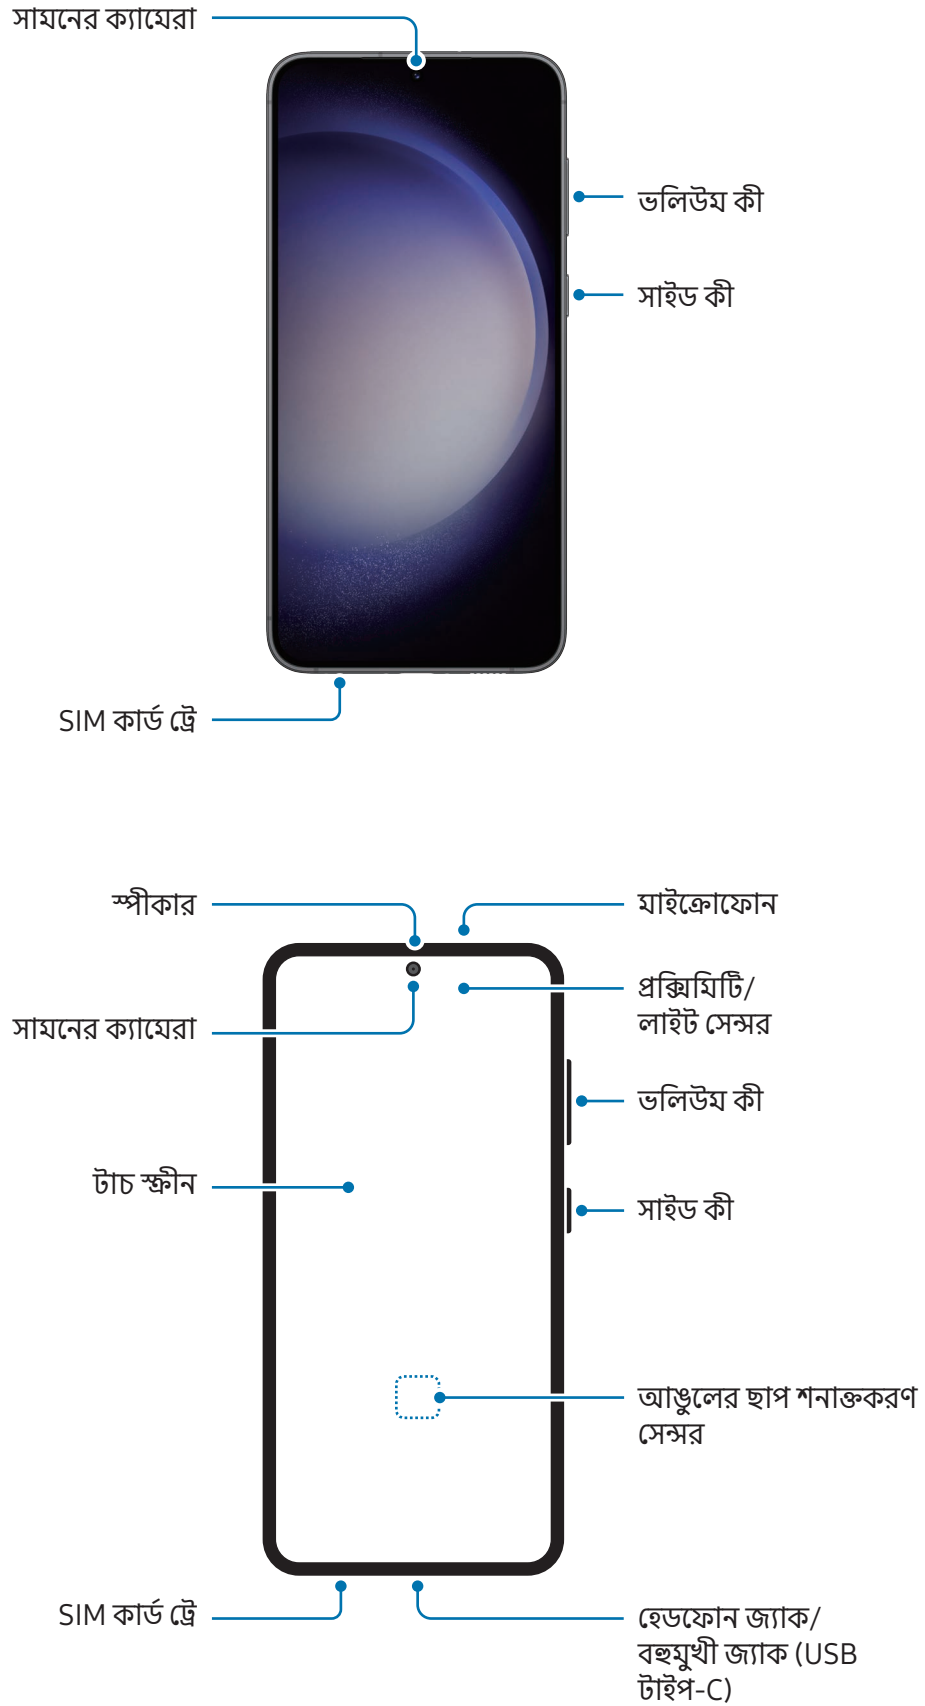 সামনের ক্যামেরা
ভলিউম কী
সাইড কী
SIM কার্ড ট্রে
স্পীকার
মাইক্রোফোন
প্রক্সিমিটি/
লাইট সেন্সর
সামনের ক্যামেরা
ভলিউম কী
টাচ স্ক্রীন
সাইড কী
আঙুলের ছাপ শনাক্তকরণ
সেন্সর
SIM কার্ড ট্রে
হেডফোন জ্যাক/
বহুমুখী জ্যাক (USB
টাইপ-C)